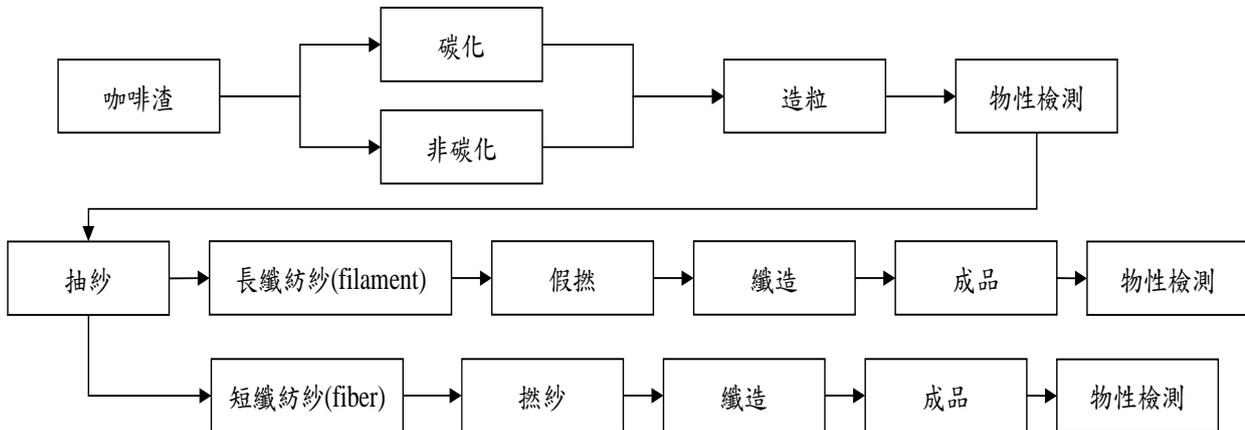 碳化
咖啡渣
造粒
物性檢測
非碳化
抽紗
長纖紡紗(filament)
假撚
纖造
成品
物性檢測
短纖紡紗(fiber)
撚紗
纖造
成品
物性檢測